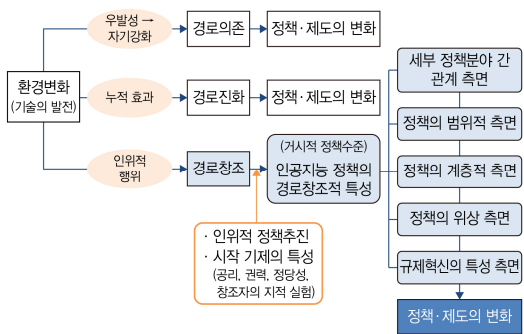 환경변화
(기술의 발전)
우발성 →
자기강화
경로의존
정책·제도의 변화
누적 효과
경로진화
정책·제도의 변화
인위적
행위
경로창조
(거시적 정책수준)
인공지능 정책의
경로창조적 특성
· 인위적 정책추진
· 시작 기제의 특성
(공리, 권력, 정당성,
창조자의 지적 실험)
세부 정책분야 간
관계 측면
정책의 범위적 측면
정책의 계층적 측면
정책의 위상 측면
규제혁신의 특성 측면
정책·제도의 변화